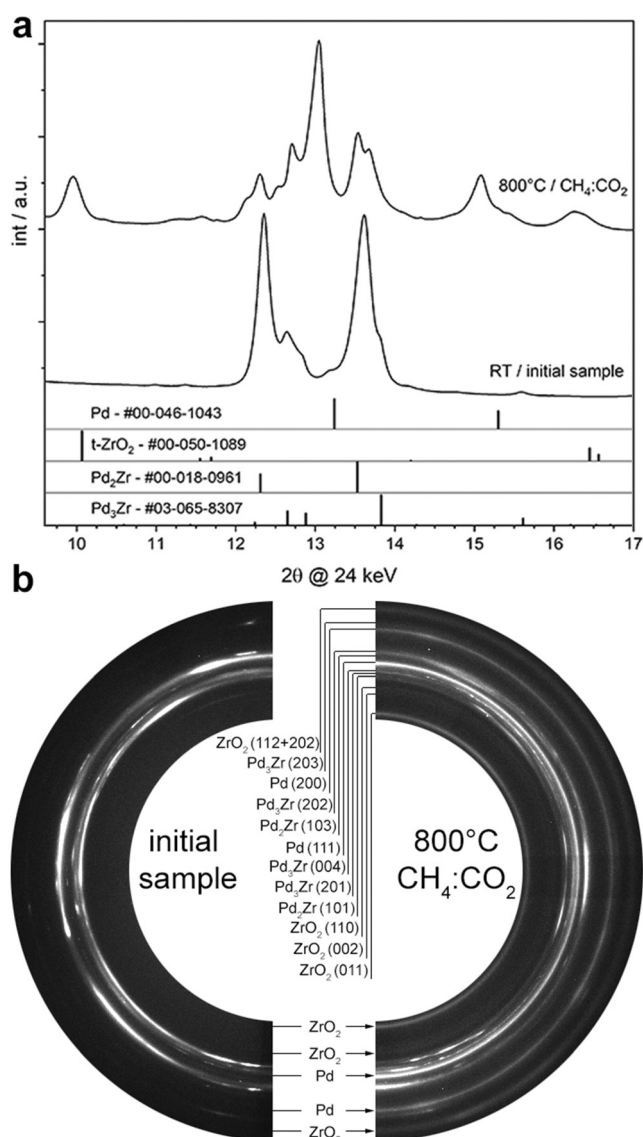 a
int / a.u.
800°C / CH₄:CO₂
RT / initial sample
Pd - #00-046-1043
t-ZrO₂ - #00-050-1089
Pd₂Zr - #00-018-0961
Pd₃Zr - #03-065-8307
10 11 12 13 14 15 16 17
2θ @ 24 keV
b
ZrO₂ (112+202)
Pd₃Zr (203)
Pd (200)
Pd₃Zr (202)
Pd₂Zr (103)
Pd (111)
Pd₃Zr (004)
Pd₃Zr (201)
Pd₂Zr (101)
ZrO₂ (110)
ZrO₂ (002)
ZrO₂ (011)
initial
sample
800°C
CH₄:CO₂
ZrO₂
ZrO₂
Pd
Pd
ZrO₂